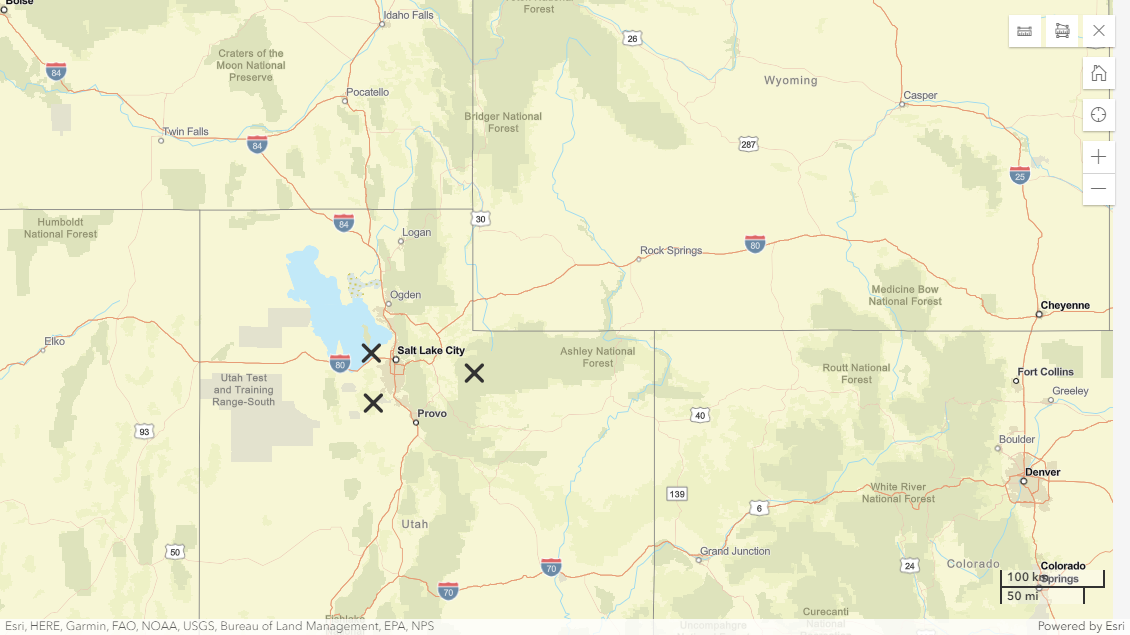 Boise
Idaho Falls
Forest
26
Craters of the
Moon National
Preserve
84
Wyoming
Pocatello
Casper
Bridger National
Forest
Twin Falls
84
287
25
Humboldt
National Forest
84
30
Logan
Rock Springs
80
Ogden
Medicine Bow
National Forest
Cheyenne
Elko
Salt Lake City
80
Ashley National
Forest
Routt National
Forest
Fort Collins
Greeley
Utah Test
and Training
Range-South
93
Provo
40
Boulder
Denver
139
White River
National Forest
6
Utah
50
Grand Junction
70
24
Colorado
Colorado
Springs
70
100 km
50 mi
Curecanti
National
Uncompahgre
Esri, HERE, Garmin, FAO, NOAA, USGS, Bureau of Land Management, EPA, NPS
Powered by Esri